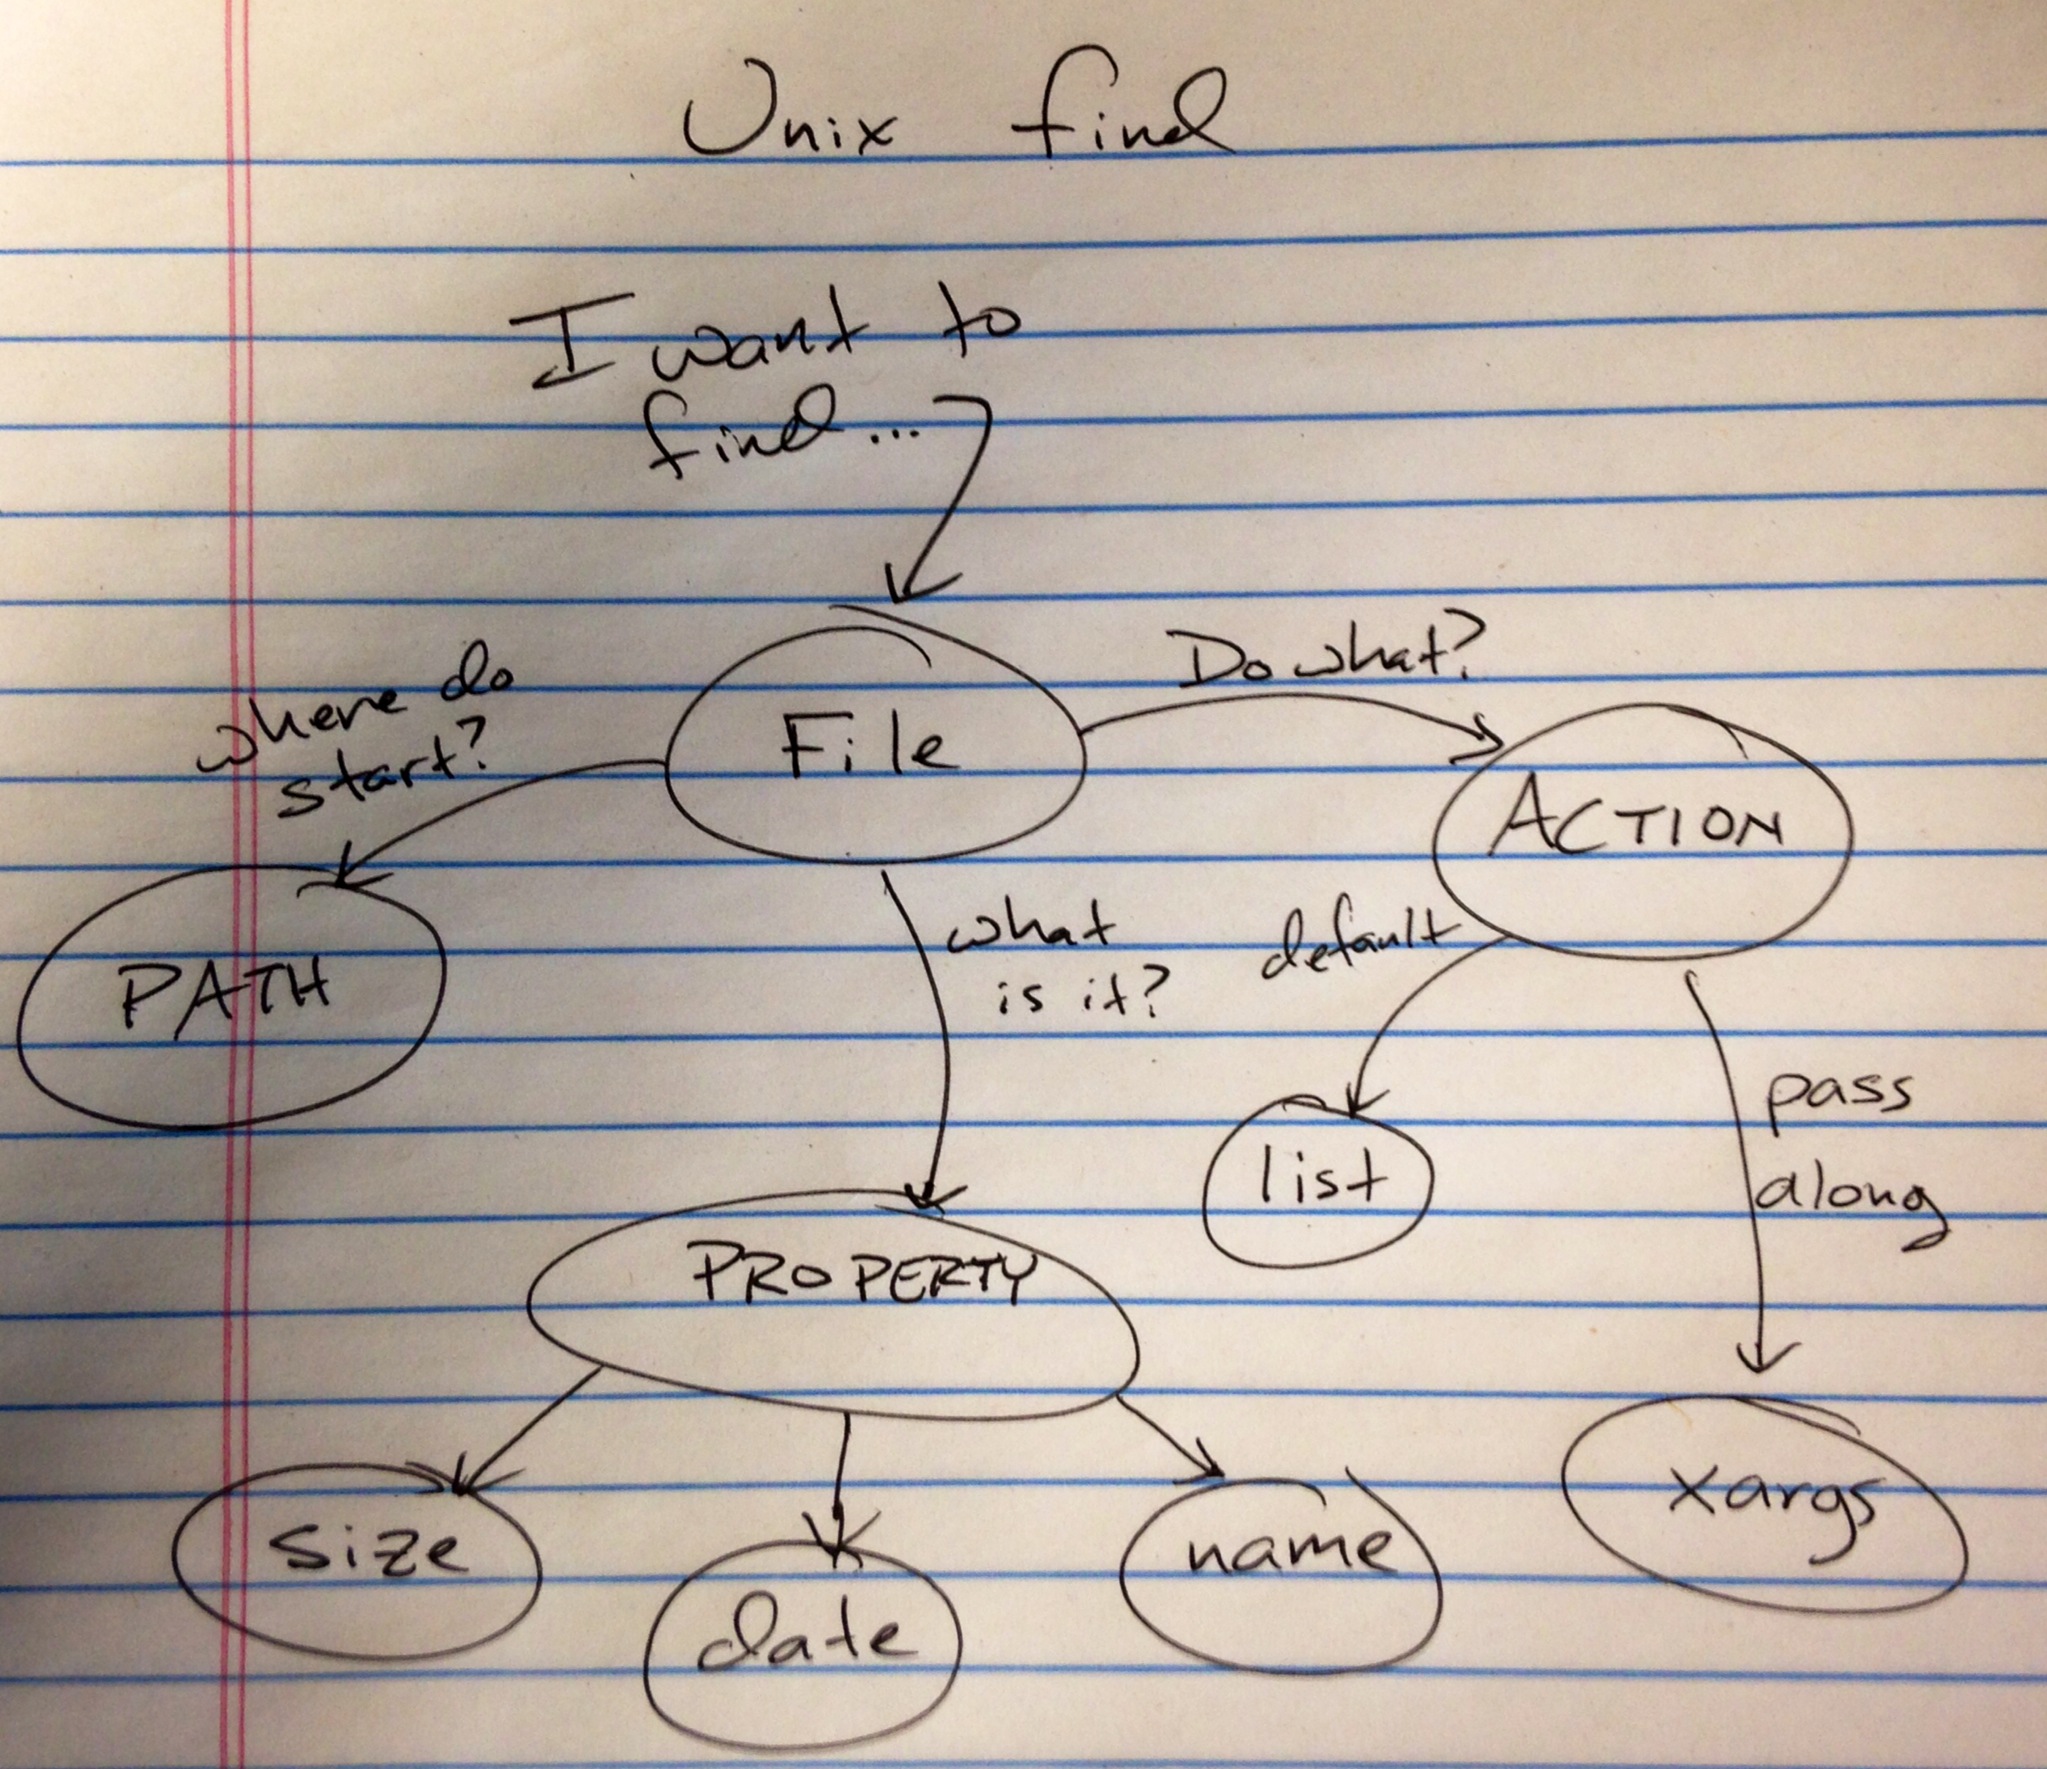 Unix find
I want to
find...
where do
start?
File
Do what?
ACTION
PATH
what
is it?
default
list
pass
along
PROPERTY
size
date
name
xargs